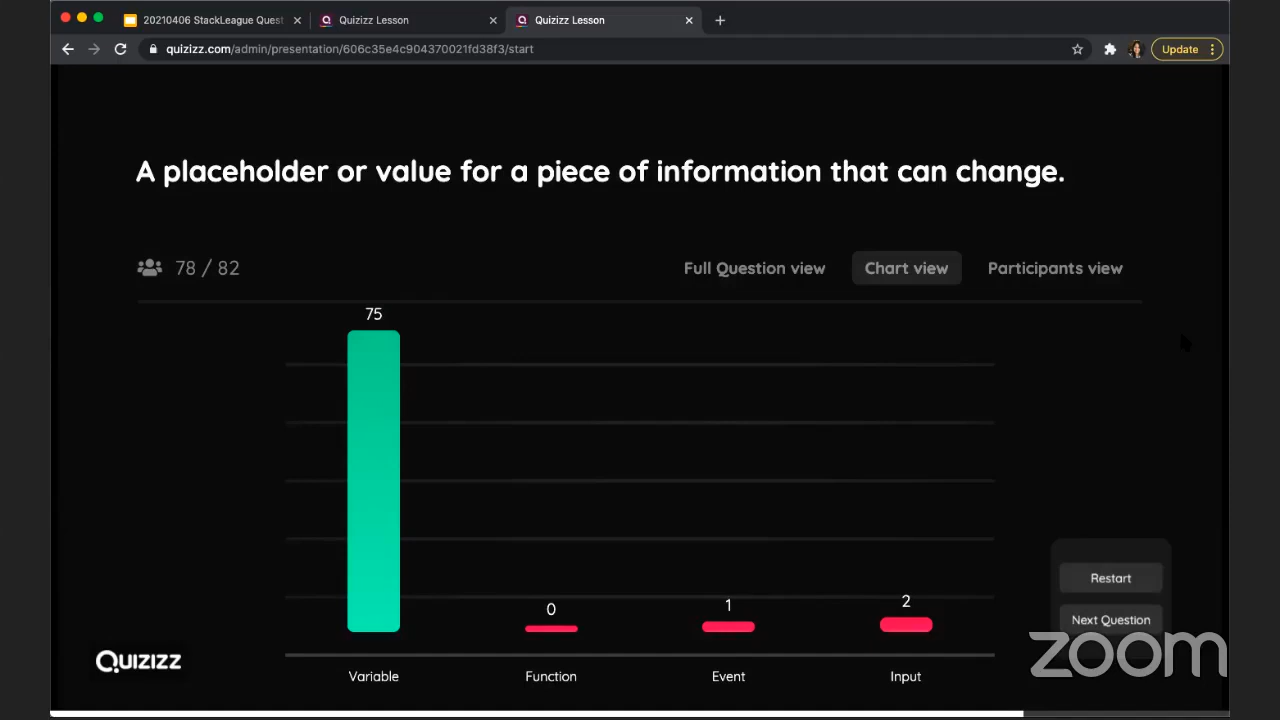 20210406 StackLeague Quest
Quizizz Lesson
Quizizz Lesson
quizizz.com/admin/presentation/606c35e4c904370021fd38f3/start
Update
A placeholder or value for a piece of information that can change.
78 / 82
Full Question view
Chart view
Participants view
75
0
1
2
Variable
Function
Event
Input
Restart
Next Question
Quizizz
zoom